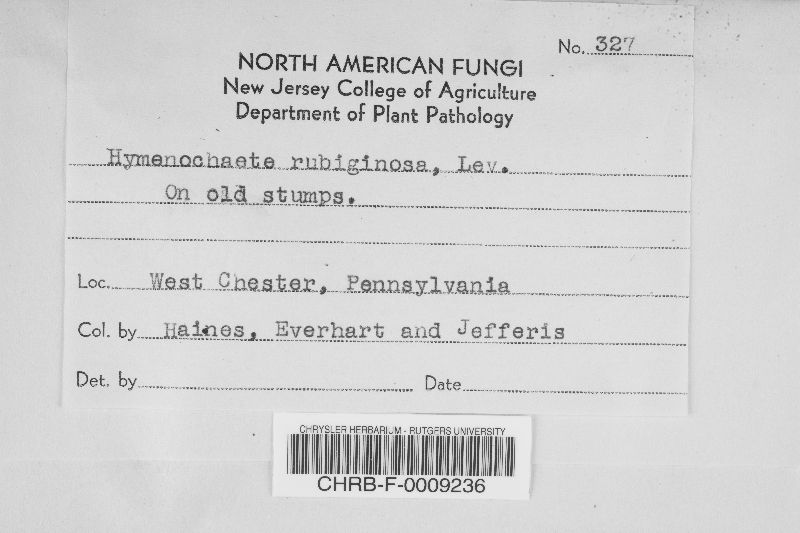 No. 327
NORTH AMERICAN FUNGI
New Jersey College of Agriculture
Department of Plant Pathology
Hymenochaete rubiginosa, Lev.
On old stumps.
Loc. West Chester, Pennsylvania
Col. by Haines, Everhart and Jefferis
Det. by Date
CHRYSLER HERBARIUM - RUTGERS UNIVERSITY
CHRB-F-0009236